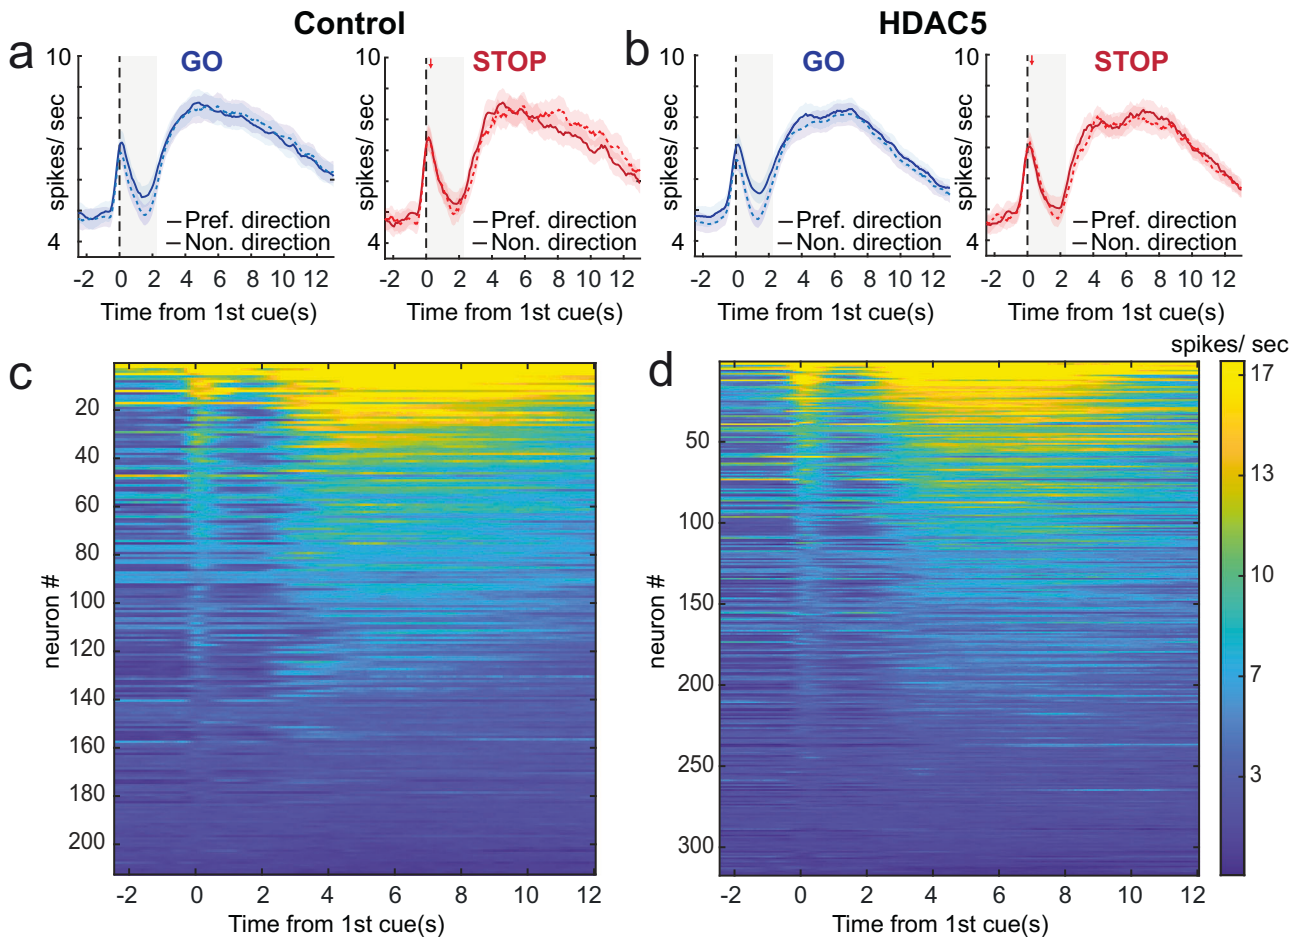 Control
HDAC5
a
GO
STOP
b
GO
STOP
10
4
spikes/ sec
-2 0 2 4 6 8 10 12
Time from 1st cue(s)
Pref. direction
Non. direction
10
4
spikes/ sec
-2 0 2 4 6 8 10 12
Time from 1st cue(s)
Pref. direction
Non. direction
10
4
spikes/ sec
-2 0 2 4 6 8 10 12
Time from 1st cue(s)
Pref. direction
Non. direction
10
4
spikes/ sec
-2 0 2 4 6 8 10 12
Time from 1st cue(s)
Pref. direction
Non. direction
c
20
40
60
80
100
120
140
160
180
200
neuron #
-2 0 2 4 6 8 10 12
Time from 1st cue(s)
d
50
100
150
200
250
300
neuron #
-2 0 2 4 6 8 10 12
Time from 1st cue(s)
spikes/ sec
17
13
10
7
3